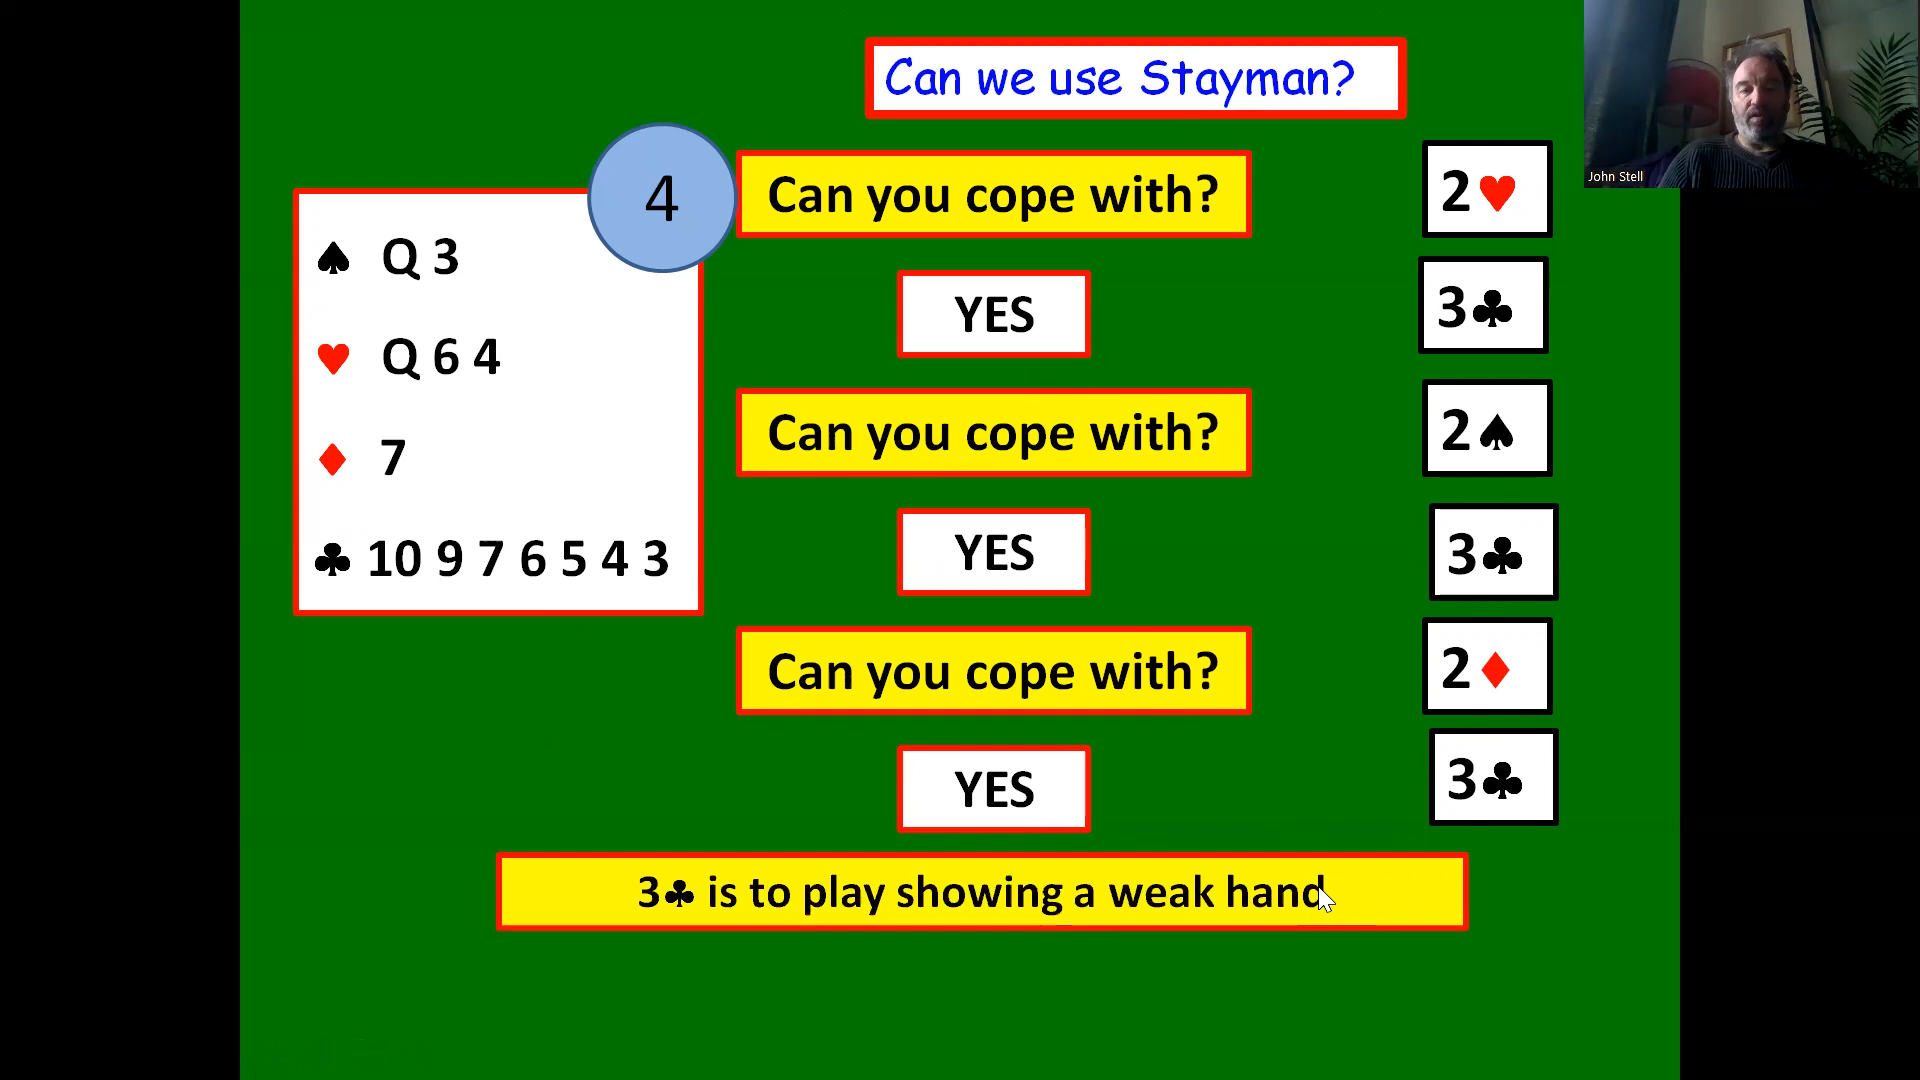 Can we use Stayman?
John Stell
4
Can you cope with?
2♥
♠ Q 3
YES
3♣
♥ Q 6 4
Can you cope with?
2♠
♦ 7
YES
3♣
♣ 10 9 7 6 5 4 3
Can you cope with?
2♦
YES
3♣
3♣ is to play showing a weak hand